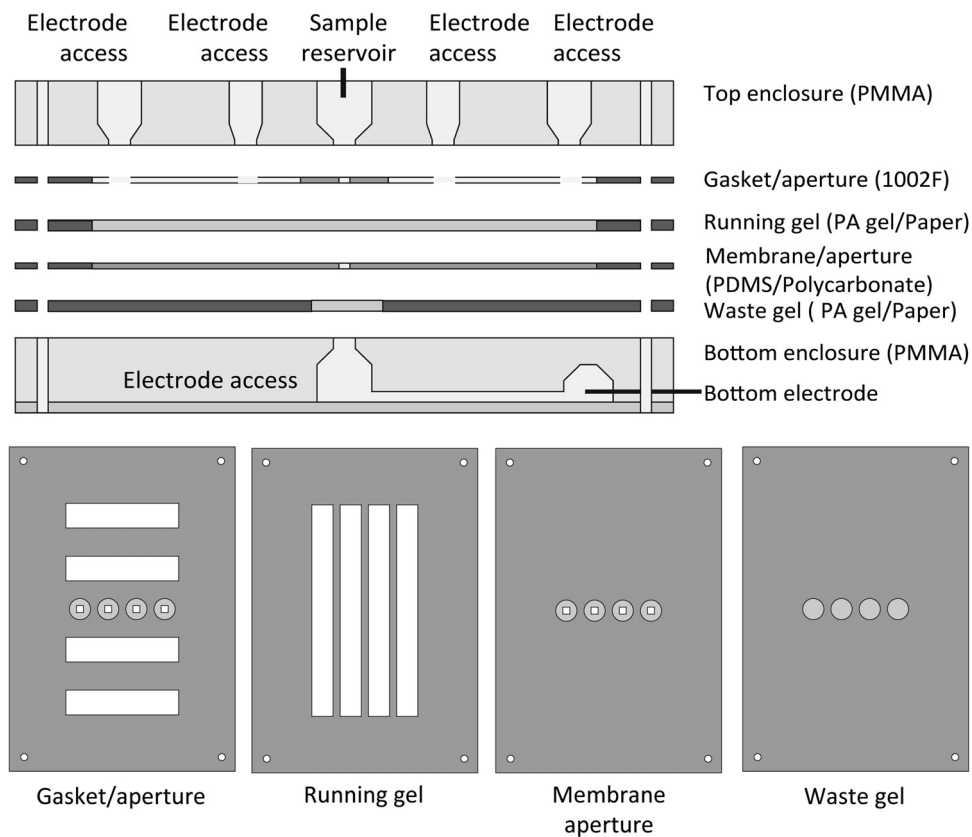 Electrode
access
Electrode
access
Sample
reservoir
Electrode
access
Electrode
access
Top enclosure (PMMA)
Gasket/aperture (1002F)
Running gel (PA gel/Paper)
Membrane/aperture
(PDMS/Polycarbonate)
Waste gel ( PA gel/Paper)
Bottom enclosure (PMMA)
Electrode access
Bottom electrode
Gasket/aperture
Running gel
Membrane
aperture
Waste gel